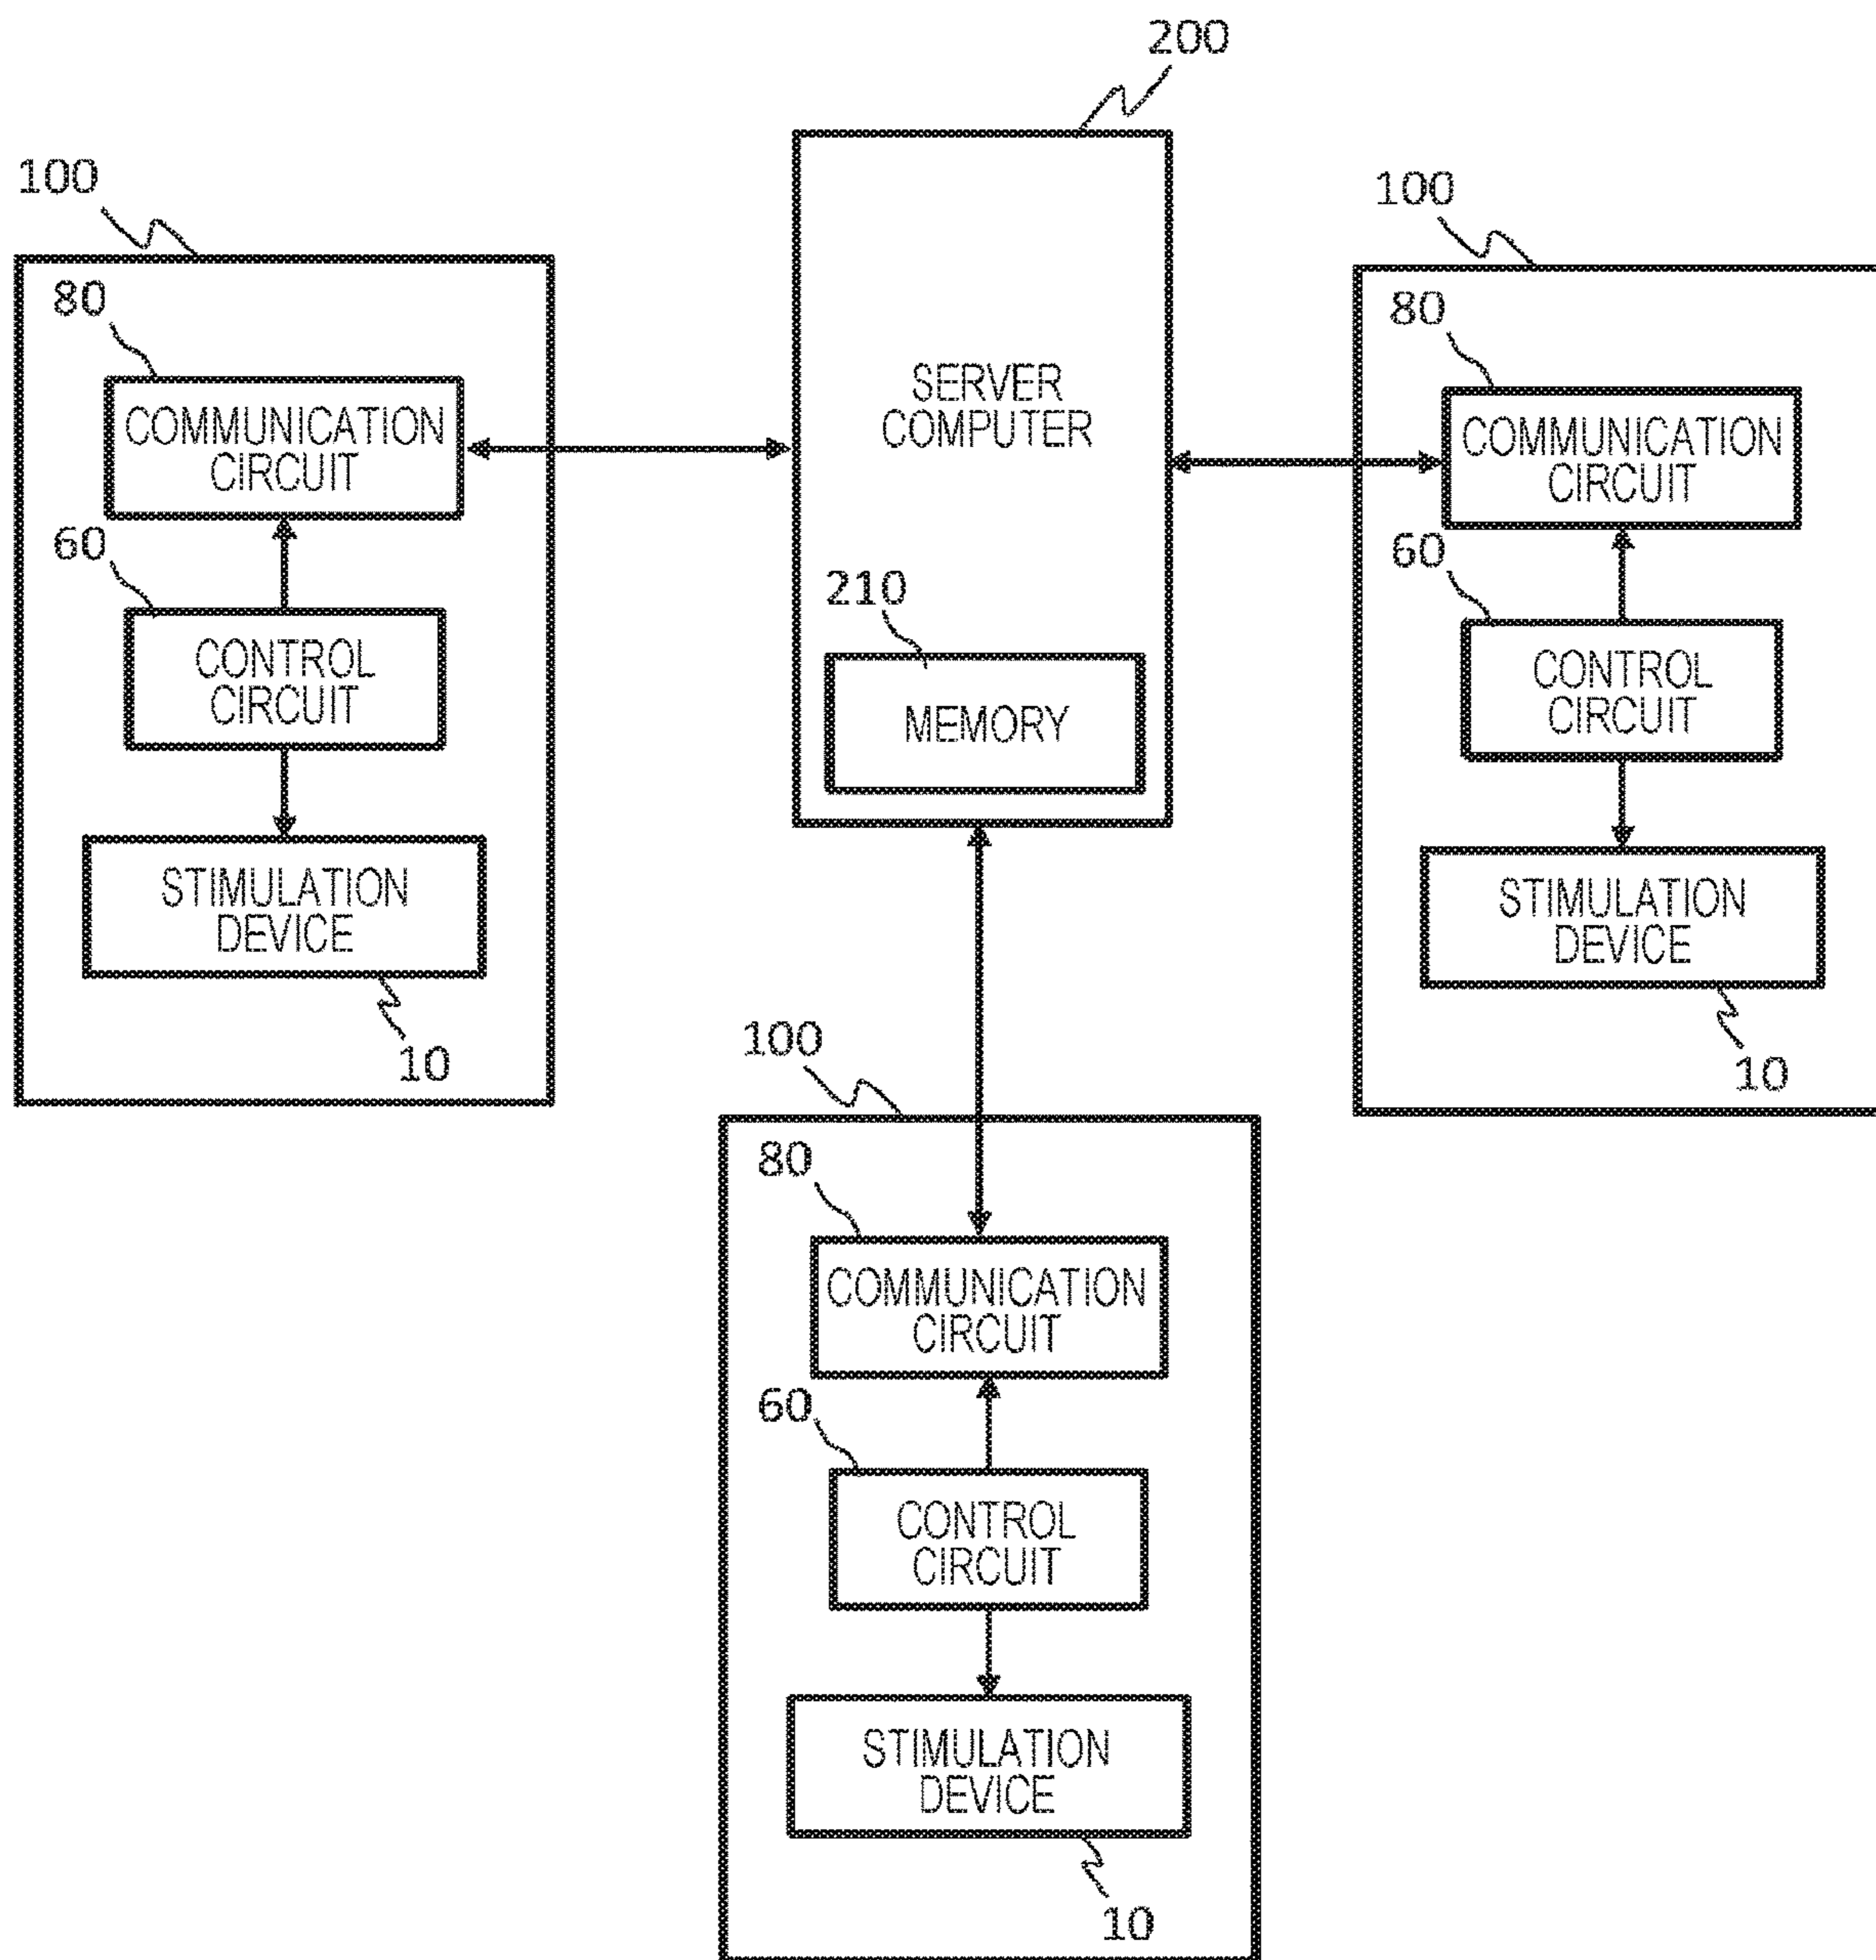 200
100
80
COMMUNICATION
CIRCUIT
60
CONTROL
CIRCUIT
STIMULATION
DEVICE
10
SERVER
COMPUTER
210
MEMORY
100
80
COMMUNICATION
CIRCUIT
60
CONTROL
CIRCUIT
STIMULATION
DEVICE
10
100
80
COMMUNICATION
CIRCUIT
60
CONTROL
CIRCUIT
STIMULATION
DEVICE
10